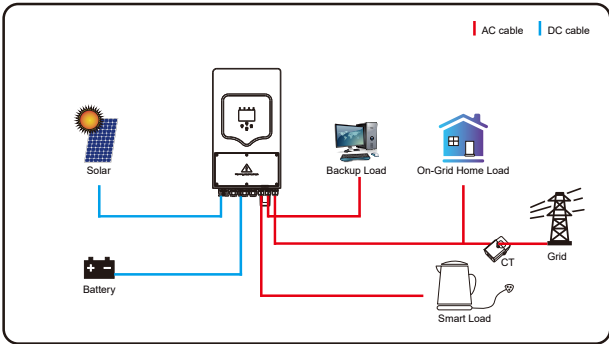 AC cable
DC cable
Solar
Backup Load
On-Grid Home Load
CT
Grid
Battery
Smart Load